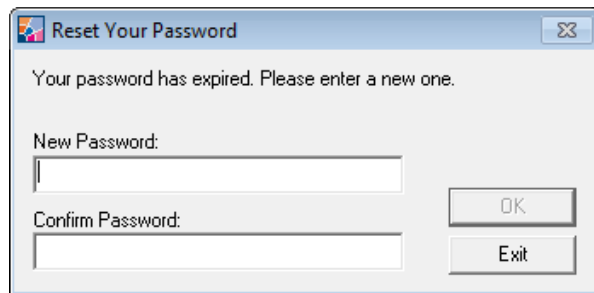 Reset Your Password
Your password has expired. Please enter a new one.
New Password:
Confirm Password:
OK
Exit